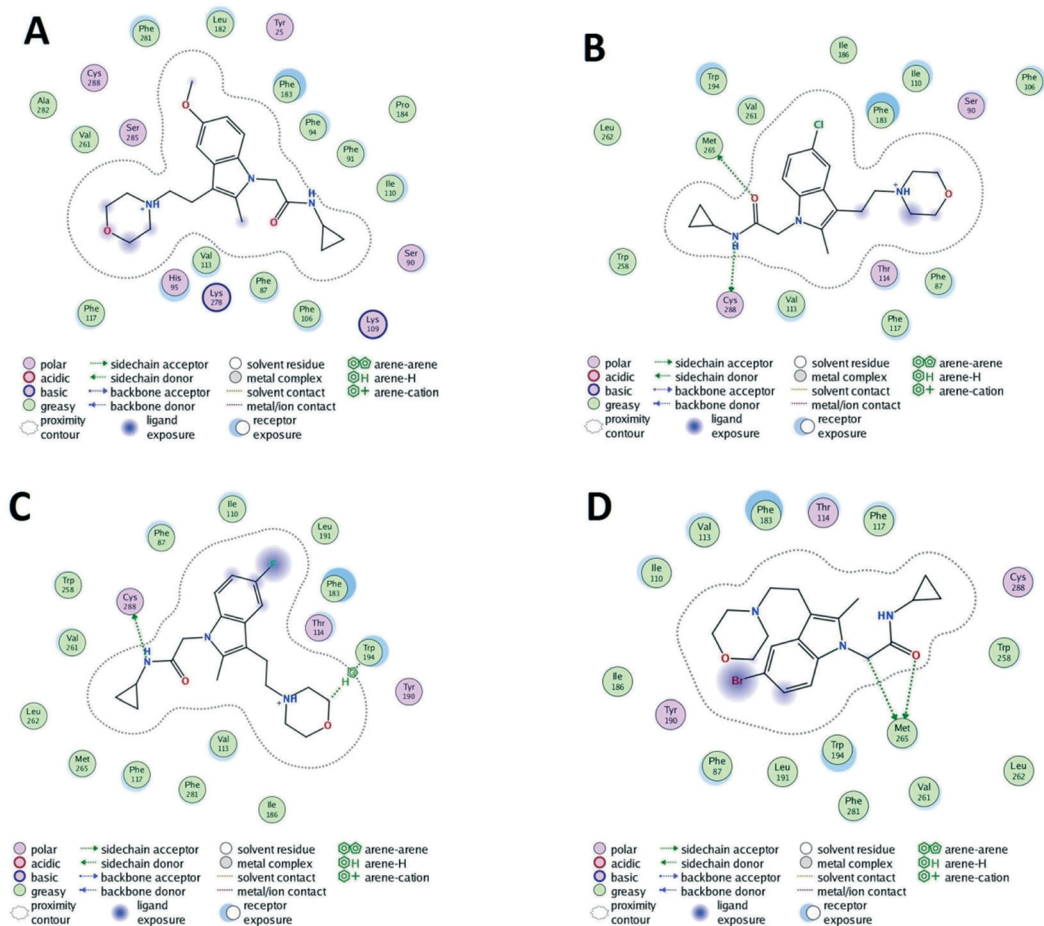 A
Phe
281
Leu
182
Tyr
25
Cys
288
Phe
183
Ala
282
Ser
285
Phe
94
Pro
184
Val
261
Phe
91
Ile
110
O
N
H
N
NH
+
O
O
Val
113
His
95
Lys
278
Phe
87
Ser
90
Phe
117
Phe
106
Lys
109
polar
acidic
basic
greasy
proximity
contour
sidechain acceptor
sidechain donor
backbone acceptor
backbone donor
ligand
exposure
solvent residue
metal complex
solvent contact
metal/ion contact
receptor
exposure
arene-arene
H arene-H
+ arene-cation
B
Ile
186
Trp
194
Ile
110
Phe
106
Val
261
Phe
183
Ser
90
Leu
262
Met
265
Cl
O
NH
+
O
N
H
N
Trp
258
Thr
114
Phe
87
Cys
288
Val
113
Phe
117
polar
acidic
basic
greasy
proximity
contour
sidechain acceptor
sidechain donor
backbone acceptor
backbone donor
ligand
exposure
solvent residue
metal complex
solvent contact
metal/ion contact
receptor
exposure
arene-arene
H arene-H
+ arene-cation
C
Ile
110
Phe
87
Leu
191
F
Trp
258
Cys
288
Phe
183
Thr
114
Val
261
H
N
N
O
Trp
194
H
Tyr
190
NH
+
O
Leu
262
Val
113
Met
265
Phe
117
Phe
281
Ile
186
polar
acidic
basic
greasy
proximity
contour
sidechain acceptor
sidechain donor
backbone acceptor
backbone donor
ligand
exposure
solvent residue
metal complex
solvent contact
metal/ion contact
receptor
exposure
arene-arene
H arene-H
+ arene-cation
D
Phe
183
Thr
114
Phe
117
Val
113
Ile
110
Cys
288
N
HN
O
N
O
Br
Trp
258
Ile
186
Tyr
190
Met
265
Trp
194
Phe
87
Leu
191
Leu
262
Val
261
Phe
281
polar
acidic
basic
greasy
proximity
contour
sidechain acceptor
sidechain donor
backbone acceptor
backbone donor
ligand
exposure
solvent residue
metal complex
solvent contact
metal/ion contact
receptor
exposure
arene-arene
H arene-H
+ arene-cation